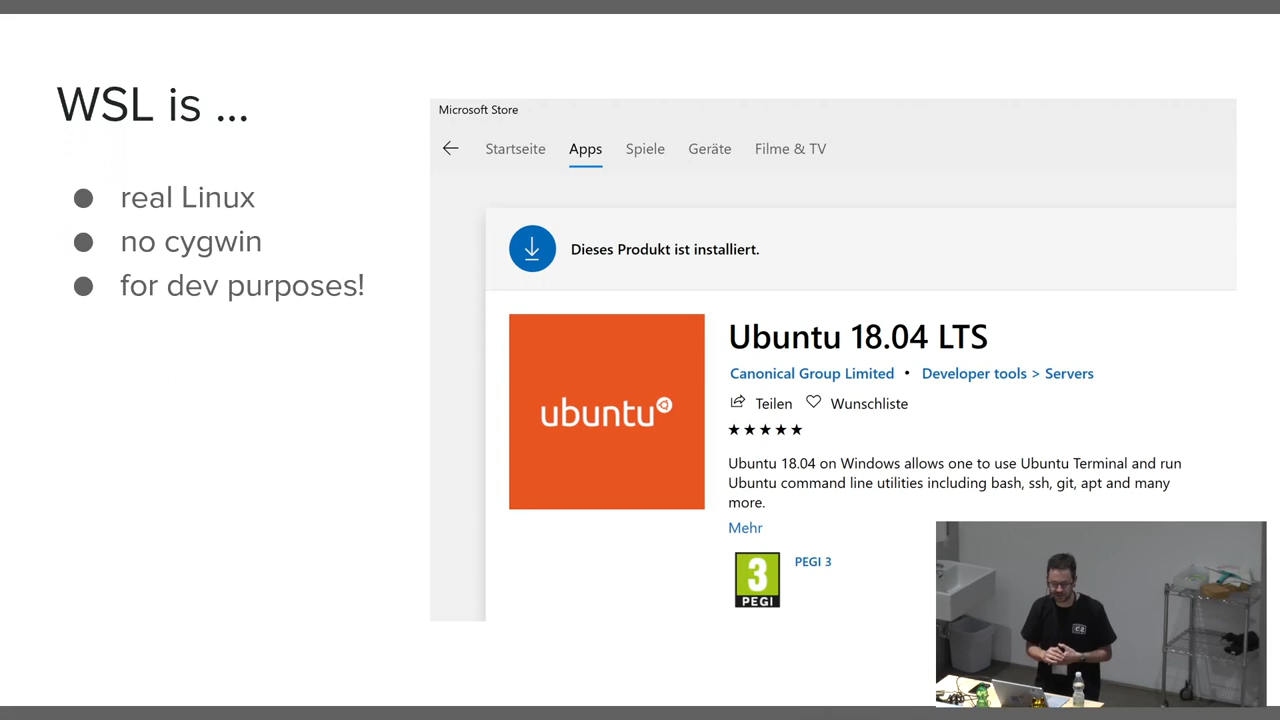 WSL is ...
● real Linux
● no cygwin
● for dev purposes!
Microsoft Store
Startseite Apps Spiele Geräte Filme & TV
Dieses Produkt ist installiert.
ubuntu
Ubuntu 18.04 LTS
Canonical Group Limited • Developer tools > Servers
Teilen Wunschliste
Ubuntu 18.04 on Windows allows one to use Ubuntu Terminal and run
Ubuntu command line utilities including bash, ssh, git, apt and many
more.
Mehr
3
PEGI
PEGI 3